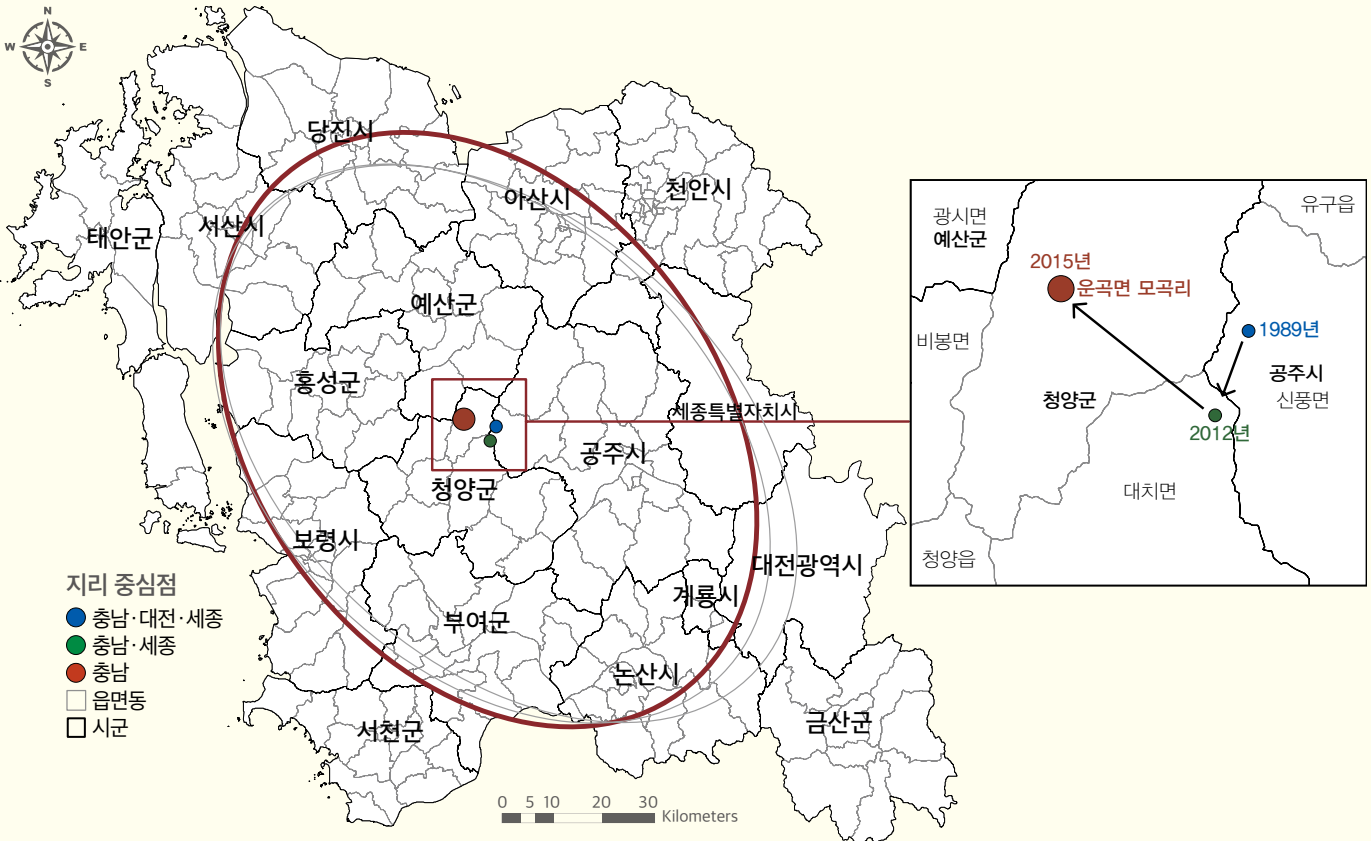 N
W
E
S
당진시
아산시
천안시
서산시
태안군
예산군
홍성군
세종특별자치시
공주시
청양군
보령시
대전광역시
계룡시
부여군
논산시
서천군
금산군
지리 중심점
충남·대전·세종
충남·세종
충남
읍면동
시군
0 5 10 20 30
Kilometers
광시면
예산군
유구읍
2015년
운곡면 모곡리
1989년
비봉면
공주시
신풍면
청양군
2012년
대치면
청양읍